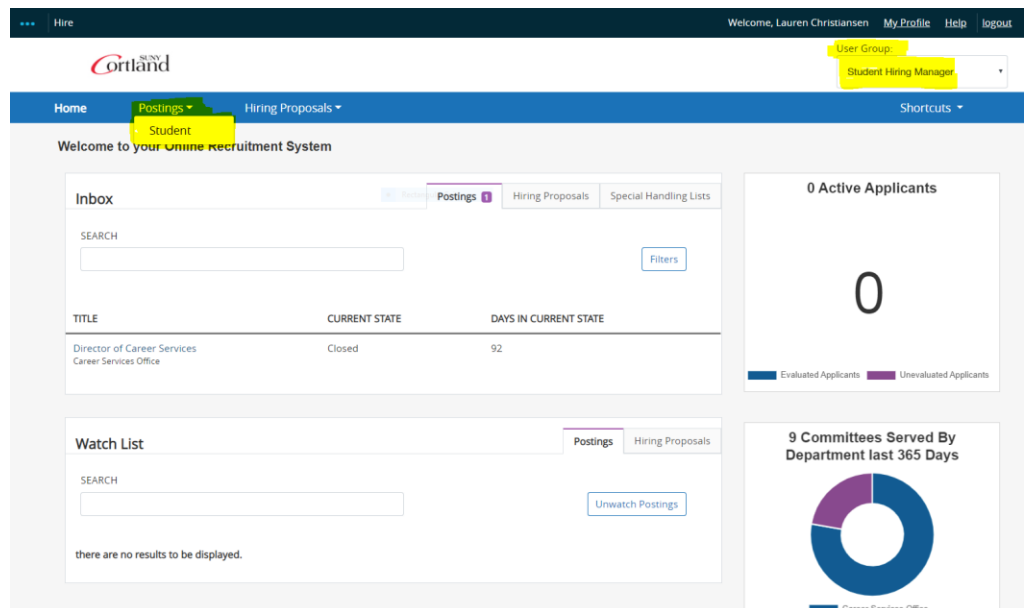 Hire
Welcome, Lauren Christiansen My Profile Help logout
SUNY
Cortland
User Group:
Student Hiring Manager
Home Postings Hiring Proposals Shortcuts
Student
Welcome to your Online Recruitment System
Inbox
Postings 1 Hiring Proposals Special Handling Lists
SEARCH
Filters
TITLE CURRENT STATE DAYS IN CURRENT STATE
Director of Career Services Closed 92
Career Services Office
0 Active Applicants
0
Evaluated Applicants Unevaluated Applicants
Watch List
Postings Hiring Proposals
SEARCH
Unwatch Postings
there are no results to be displayed.
9 Committees Served By
Department last 365 Days
Career Services Office